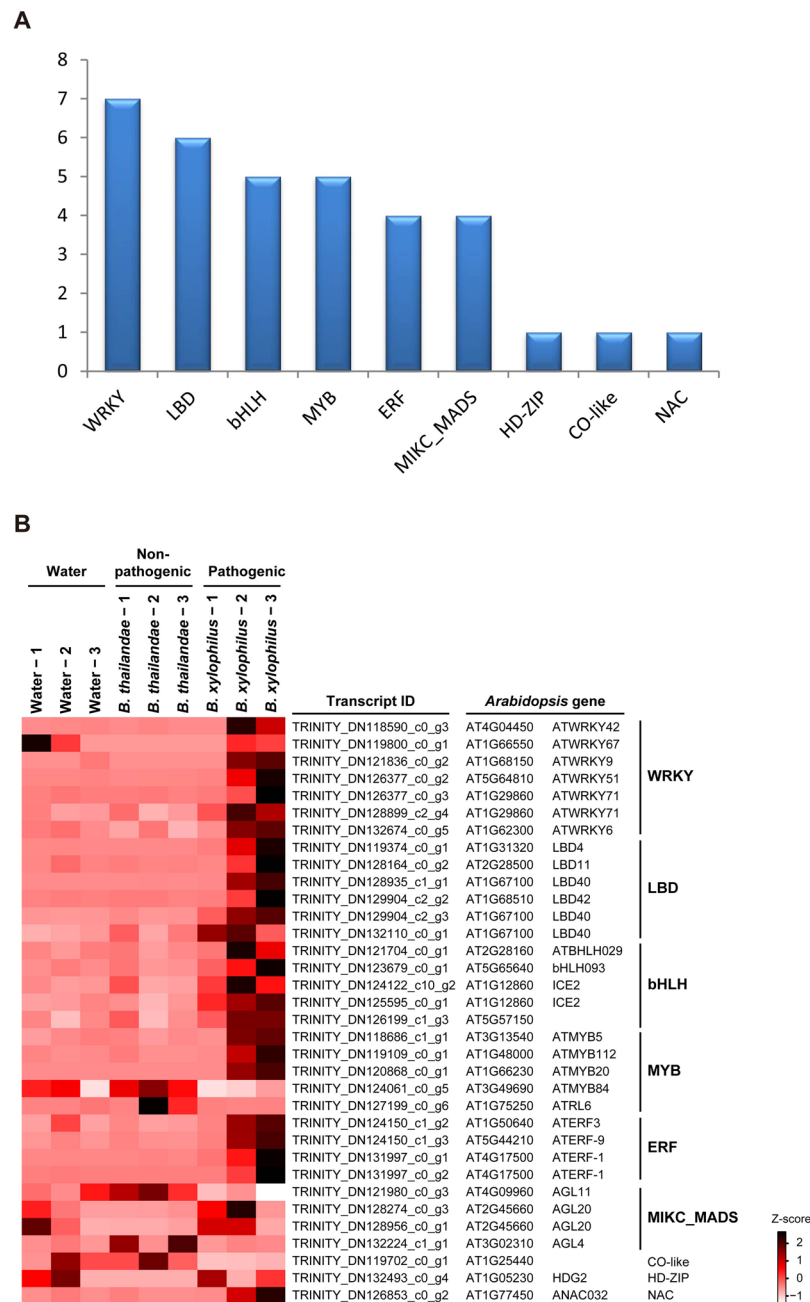 A
8
7
6
5
4
3
2
1
0
WRKY
LBD
bHLH
MYB
ERF
MIKC_MADS
HD-ZIP
CO-like
NAC
B
Water
Non-pathogenic
Pathogenic
Water – 1
Water – 2
Water – 3
B. thailandae – 1
B. thailandae – 2
B. thailandae – 3
B. xylophilus – 1
B. xylophilus – 2
B. xylophilus – 3
Transcript ID Arabidopsis gene
TRINITY_DN118590_c0_g3 AT4G04450 ATWRKY42
TRINITY_DN119800_c0_g1 AT1G66550 ATWRKY67
TRINITY_DN121836_c0_g2 AT1G68150 ATWRKY9
TRINITY_DN126377_c0_g2 AT5G64810 ATWRKY51
TRINITY_DN126377_c0_g3 AT1G29860 ATWRKY71
TRINITY_DN128899_c2_g4 AT1G29860 ATWRKY71
TRINITY_DN132674_c0_g5 AT1G62300 ATWRKY6
WRKY
TRINITY_DN119374_c0_g1 AT1G31320 LBD4
TRINITY_DN128164_c0_g2 AT2G28500 LBD11
TRINITY_DN128935_c1_g1 AT1G67100 LBD40
TRINITY_DN129904_c2_g2 AT1G68510 LBD42
TRINITY_DN129904_c2_g3 AT1G67100 LBD40
TRINITY_DN132110_c0_g1 AT1G67100 LBD40
LBD
TRINITY_DN121704_c0_g1 AT2G28160 ATBHLH029
TRINITY_DN123679_c0_g1 AT5G65640 bHLH093
TRINITY_DN124122_c10_g2 AT1G12860 ICE2
TRINITY_DN125595_c0_g1 AT1G12860 ICE2
TRINITY_DN126199_c1_g3 AT5G57150
bHLH
TRINITY_DN118686_c1_g1 AT3G13540 ATMYB5
TRINITY_DN119109_c0_g1 AT1G48000 ATMYB112
TRINITY_DN120868_c0_g1 AT1G66230 ATMYB20
TRINITY_DN124061_c0_g5 AT3G49690 ATMYB84
TRINITY_DN127199_c0_g6 AT1G75250 ATRL6
MYB
TRINITY_DN124150_c1_g2 AT1G50640 ATERF3
TRINITY_DN124150_c1_g3 AT5G44210 ATERF-9
TRINITY_DN131997_c0_g1 AT4G17500 ATERF-1
TRINITY_DN131997_c0_g2 AT4G17500 ATERF-1
ERF
TRINITY_DN121980_c0_g3 AT4G09960 AGL11
TRINITY_DN128274_c0_g3 AT2G45660 AGL20
TRINITY_DN128956_c0_g1 AT2G45660 AGL20
TRINITY_DN132224_c1_g1 AT3G02310 AGL4
MIKC_MADS
TRINITY_DN119702_c0_g1 AT1G25440 CO-like
TRINITY_DN132493_c0_g4 AT1G05230 HDG2 HD-ZIP
TRINITY_DN126853_c0_g2 AT1G77450 ANAC032 NAC
Z-score
2
1
0
−1